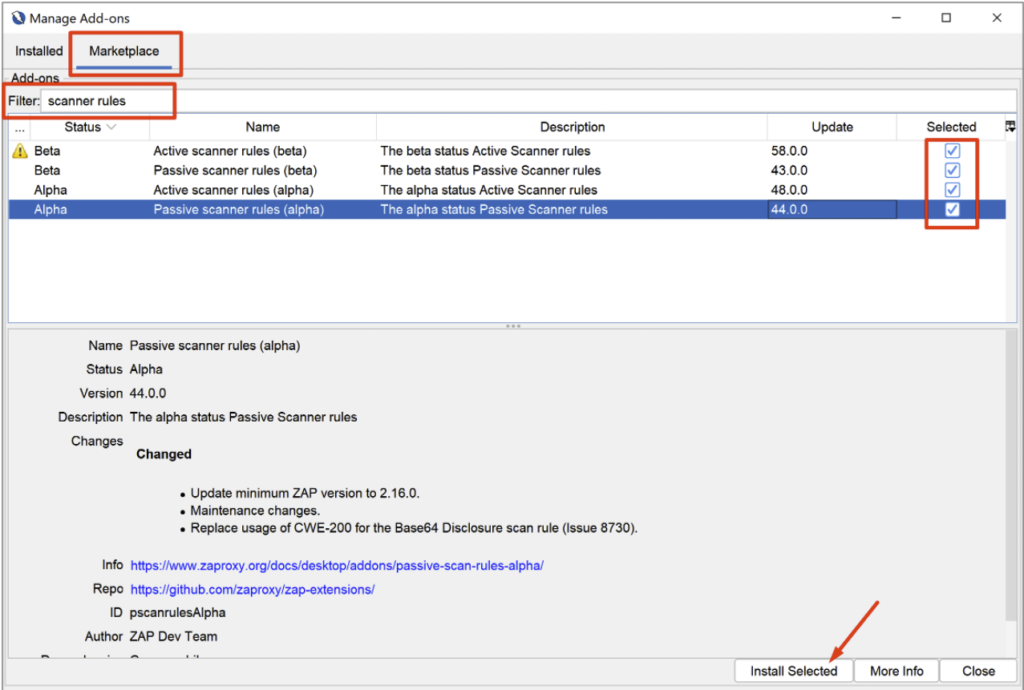 Manage Add-ons
Installed Marketplace
Add-ons
Filter: scanner rules
... Status Name Description Update Selected
Beta Active scanner rules (beta) The beta status Active Scanner rules 58.0.0
Beta Passive scanner rules (beta) The beta status Passive Scanner rules 43.0.0
Alpha Active scanner rules (alpha) The alpha status Active Scanner rules 48.0.0
Alpha Passive scanner rules (alpha) The alpha status Passive Scanner rules 44.0.0
Name Passive scanner rules (alpha)
Status Alpha
Version 44.0.0
Description The alpha status Passive Scanner rules
Changes
Changed
• Update minimum ZAP version to 2.16.0.
• Maintenance changes.
• Replace usage of CWE-200 for the Base64 Disclosure scan rule (Issue 8730).
Info https://www.zaproxy.org/docs/desktop/addons/passive-scan-rules-alpha/
Repo https://github.com/zaproxy/zap-extensions/
ID pscanrulesAlpha
Author ZAP Dev Team
Install Selected More Info Close